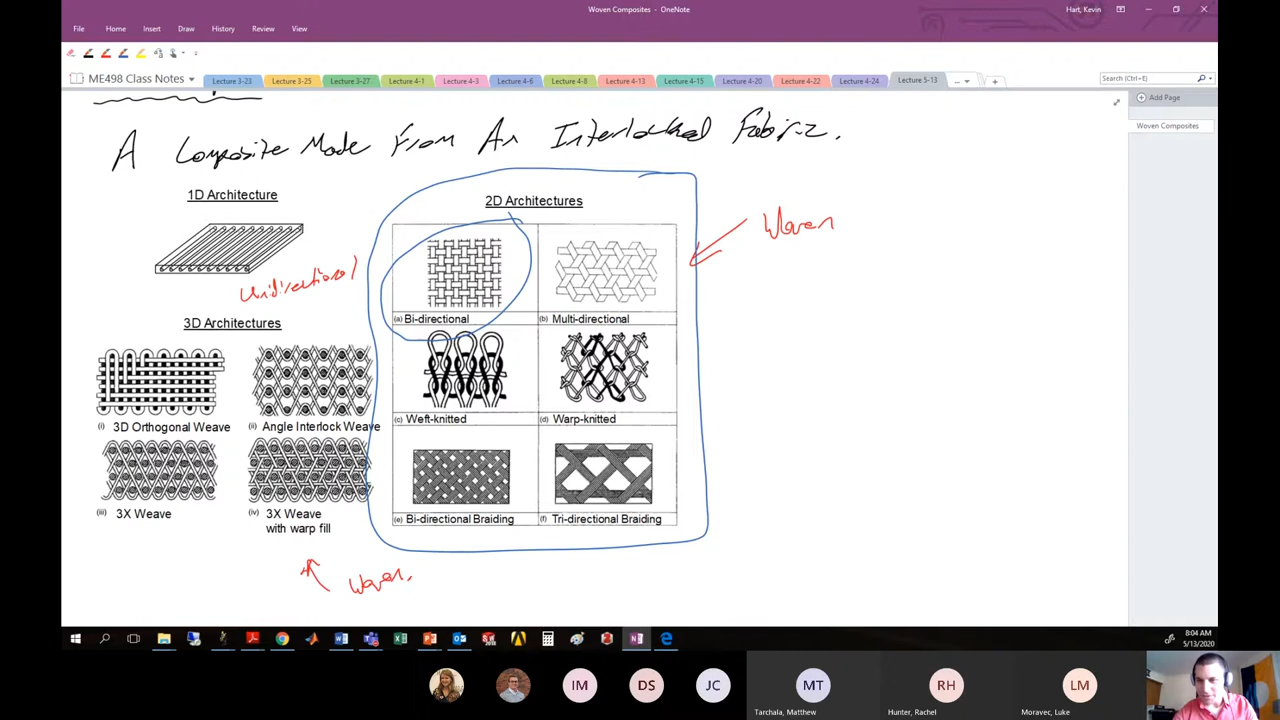 Woven Composites - OneNote
Hart, Kevin
File Home Insert Draw History Review View
ME498 Class Notes
Lecture 3-23 Lecture 3-25 Lecture 3-27 Lecture 4-1 Lecture 4-3 Lecture 4-6 Lecture 4-8 Lecture 4-13 Lecture 4-15 Lecture 4-20 Lecture 4-22 Lecture 4-24 Lecture 5-13
Search (Ctrl+E)
Add Page
Woven Composites
A Composite Made From An Interlocked Fabric.
1D Architecture
Unidirectional
2D Architectures
Woven
(a) Bi-directional
(b) Multi-directional
(c) Weft-knitted
(d) Warp-knitted
(e) Bi-directional Braiding
(f) Tri-directional Braiding
3D Architectures
(i) 3D Orthogonal Weave
(ii) Angle Interlock Weave
(iii) 3X Weave
(iv) 3X Weave
with warp fill
Woven.
8:04 AM
5/13/2020
IM DS JC MT RH LM
Tarchala, Matthew
Hunter, Rachel
Moravec, Luke